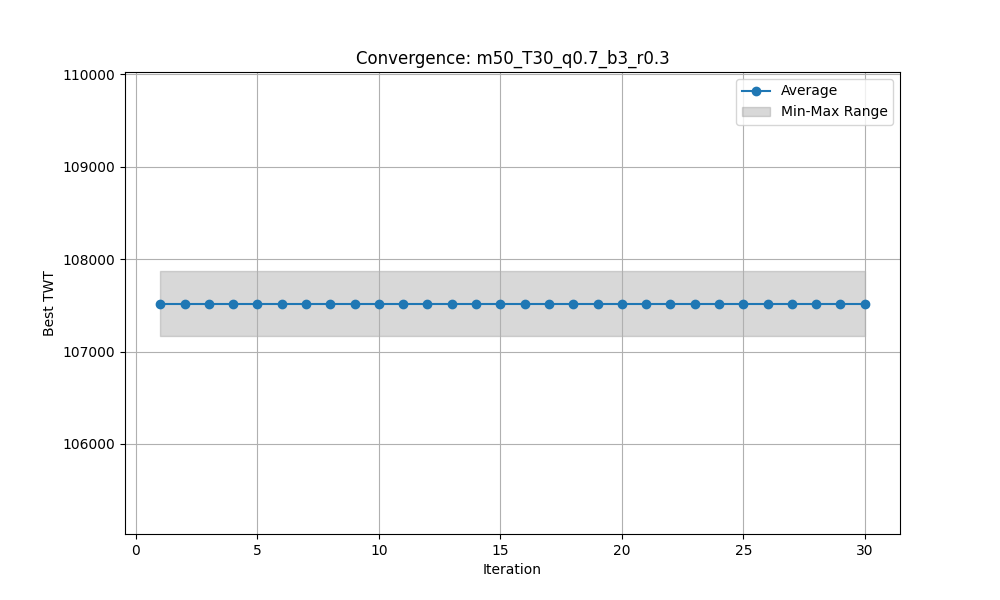 Convergence: m50_T30_q0.7_b3_r0.3
110000
109000
108000
107000
106000
Best TWT
Average
Min-Max Range
0 5 10 15 20 25 30
Iteration